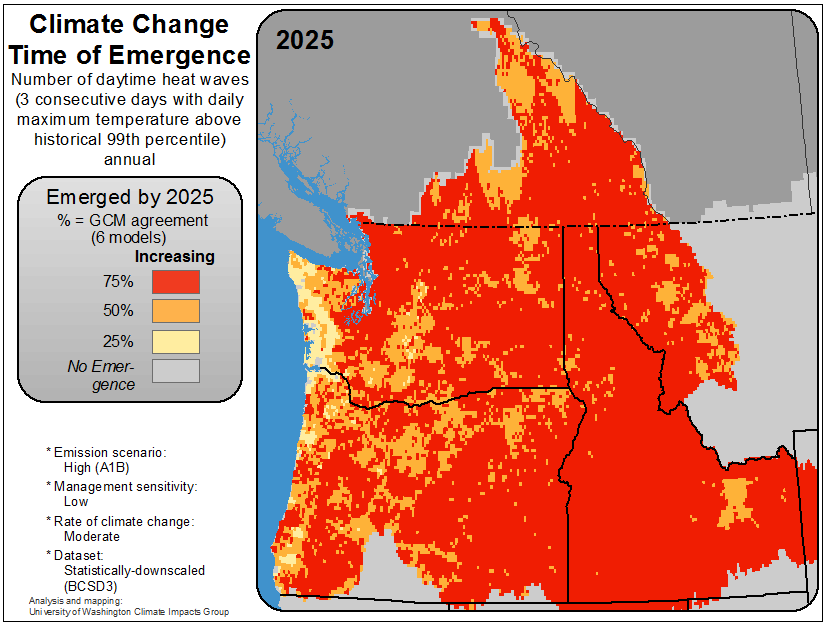 Climate Change
Time of Emergence
Number of daytime heat waves
(3 consecutive days with daily
maximum temperature above
historical 99th percentile)
annual
Emerged by 2025
% = GCM agreement
(6 models)
Increasing
75%
50%
25%
No Emer-
gence
* Emission scenario:
High (A1B)
* Management sensitivity:
Low
* Rate of climate change:
Moderate
* Dataset:
Statistically-downscaled
(BCSD3)
Analysis and mapping:
University of Washington Climate Impacts Group
2025